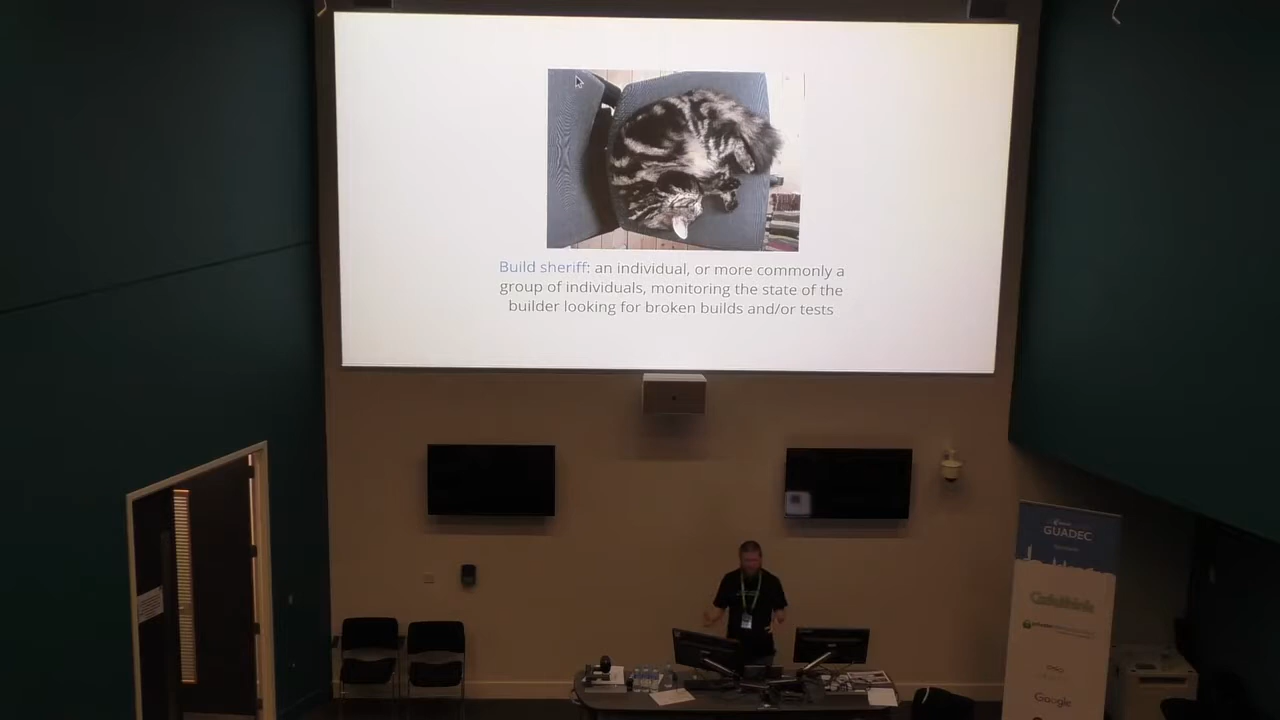 Build sheriff: an individual, or more commonly a
group of individuals, monitoring the state of the
builder looking for broken builds and/or tests
GUADEC
Codethink
Google